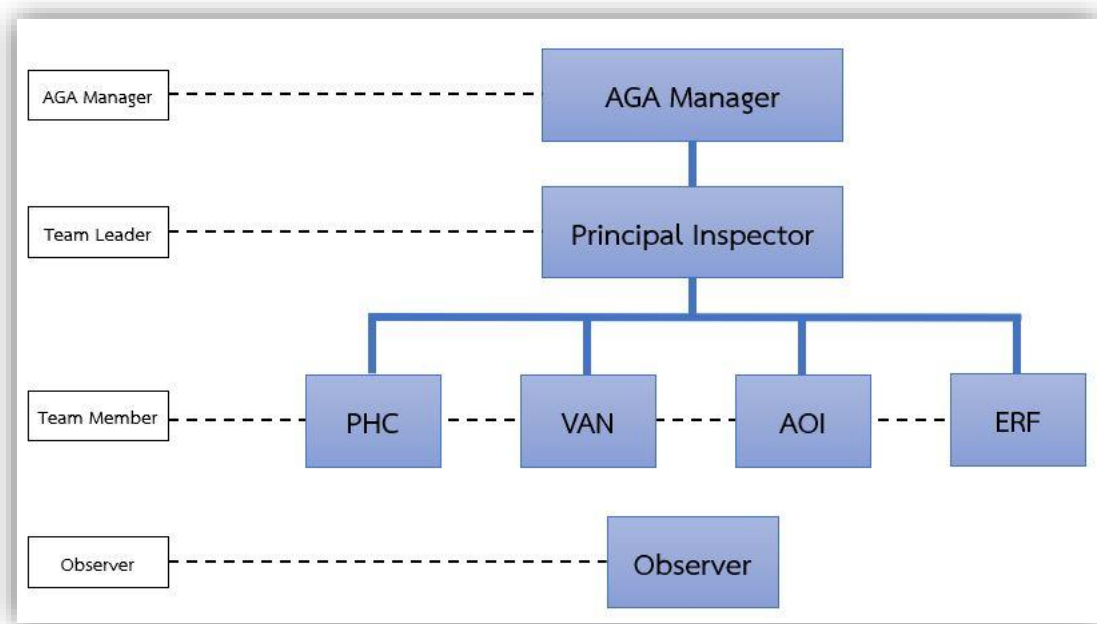 AGA Manager
AGA Manager
Team Leader
Principal Inspector
Team Member
PHC
VAN
AOI
ERF
Observer
Observer